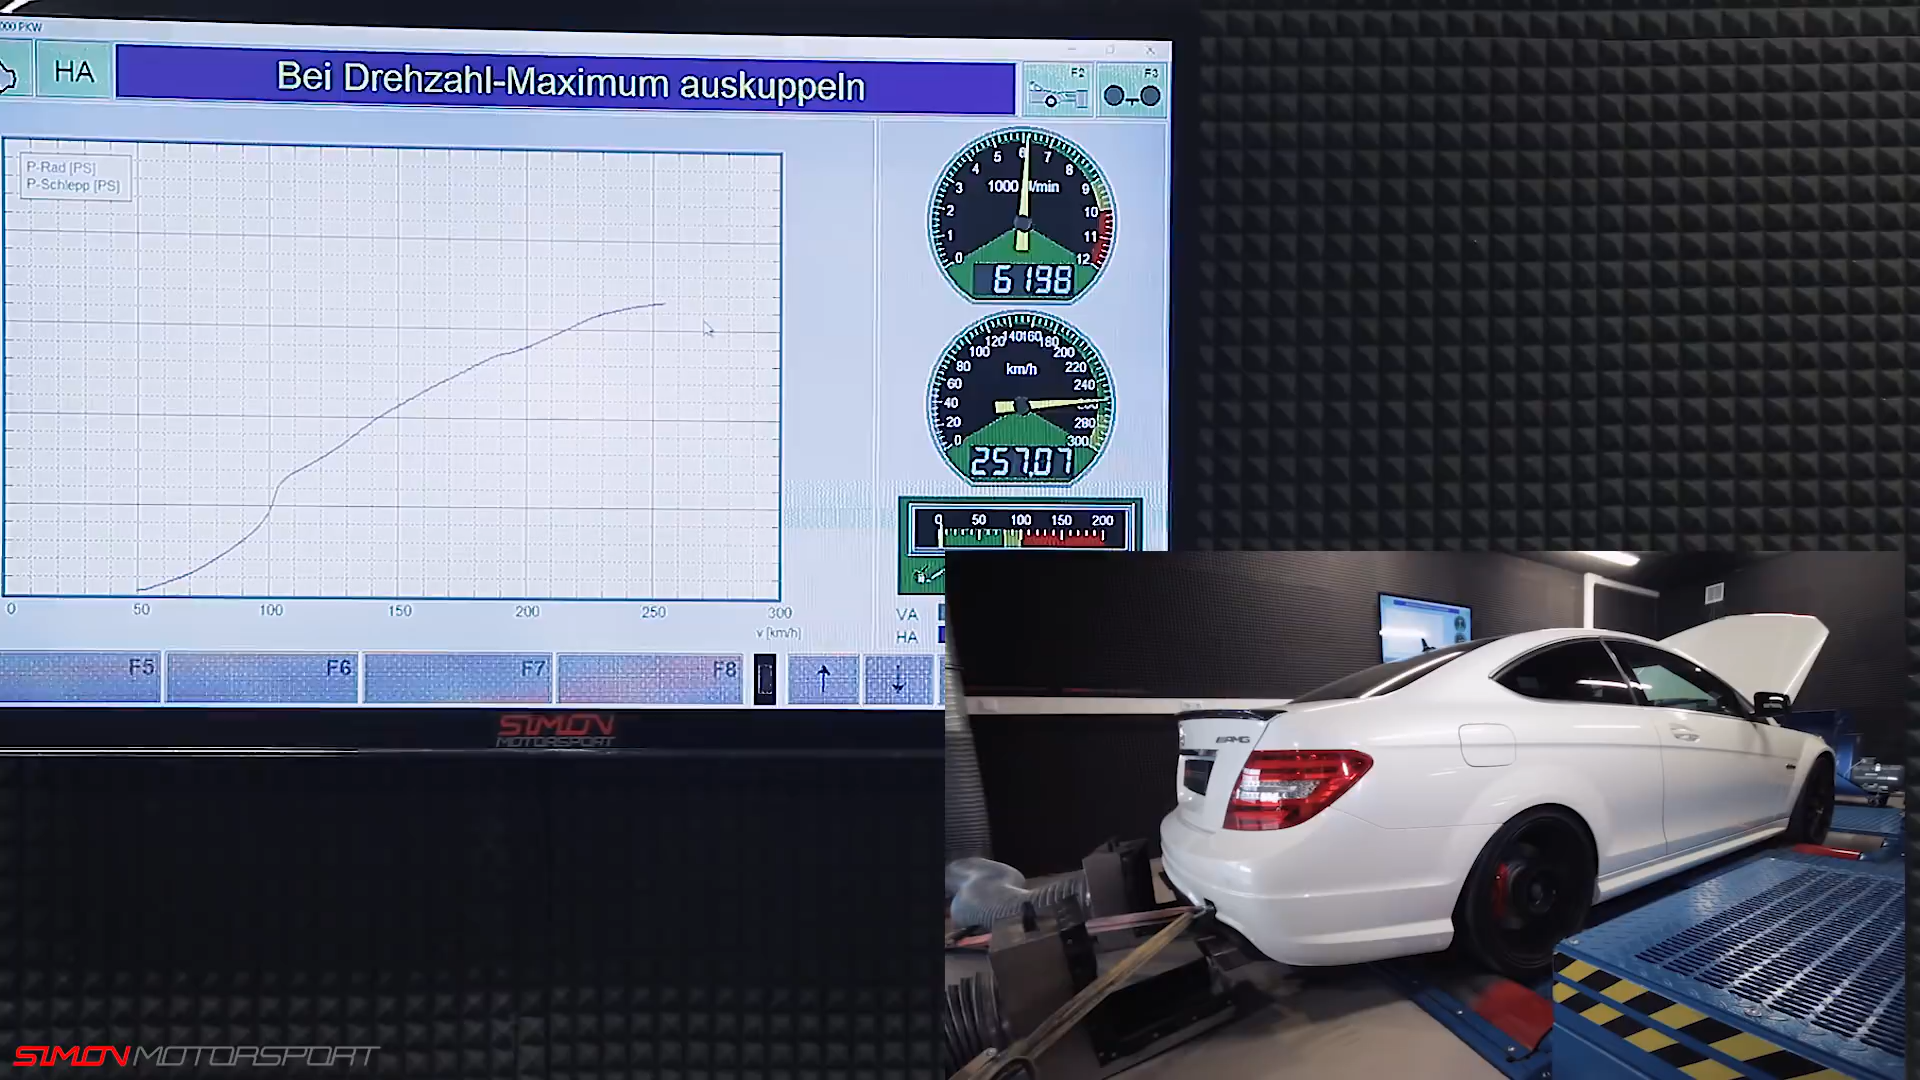 000 PKW
HA
Bei Drehzahl-Maximum auskuppeln
F2
F3
P-Rad [PS]
P-Schlepp [PS]
0 1 2 3 4 5 6 7 8 9 10 11 12
1000
6198
0 20 40 60 80 100 120 140 160 180 200 220 240 280 300
km/h
257,07
0 50 100 150 200
0 50 100 150 200 250 300
v [km/h]
VA
HA
F5
F6
F7
F8
SIMON
MOTORSPORT
AMG
SIMON MOTORSPORT